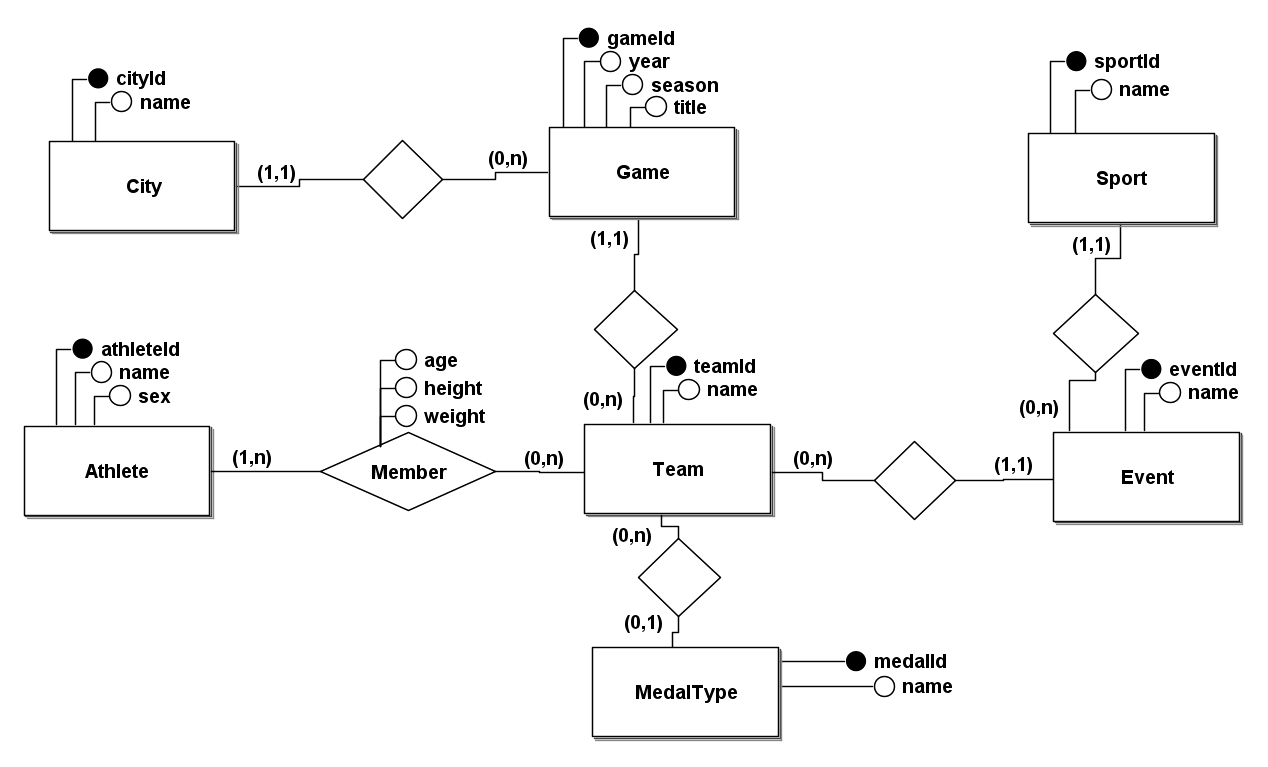 gameId
year
season
title
cityId
name
sportId
name
City
(1,1)
(0,n)
Game
Sport
(1,1)
(1,1)
athleteId
name
sex
age
height
weight
(0,n)
teamId
name
(0,n)
eventId
name
Athlete
(1,n)
Member
(0,n)
Team
(0,n)
(1,1)
Event
(0,n)
(0,1)
MedalType
medalId
name